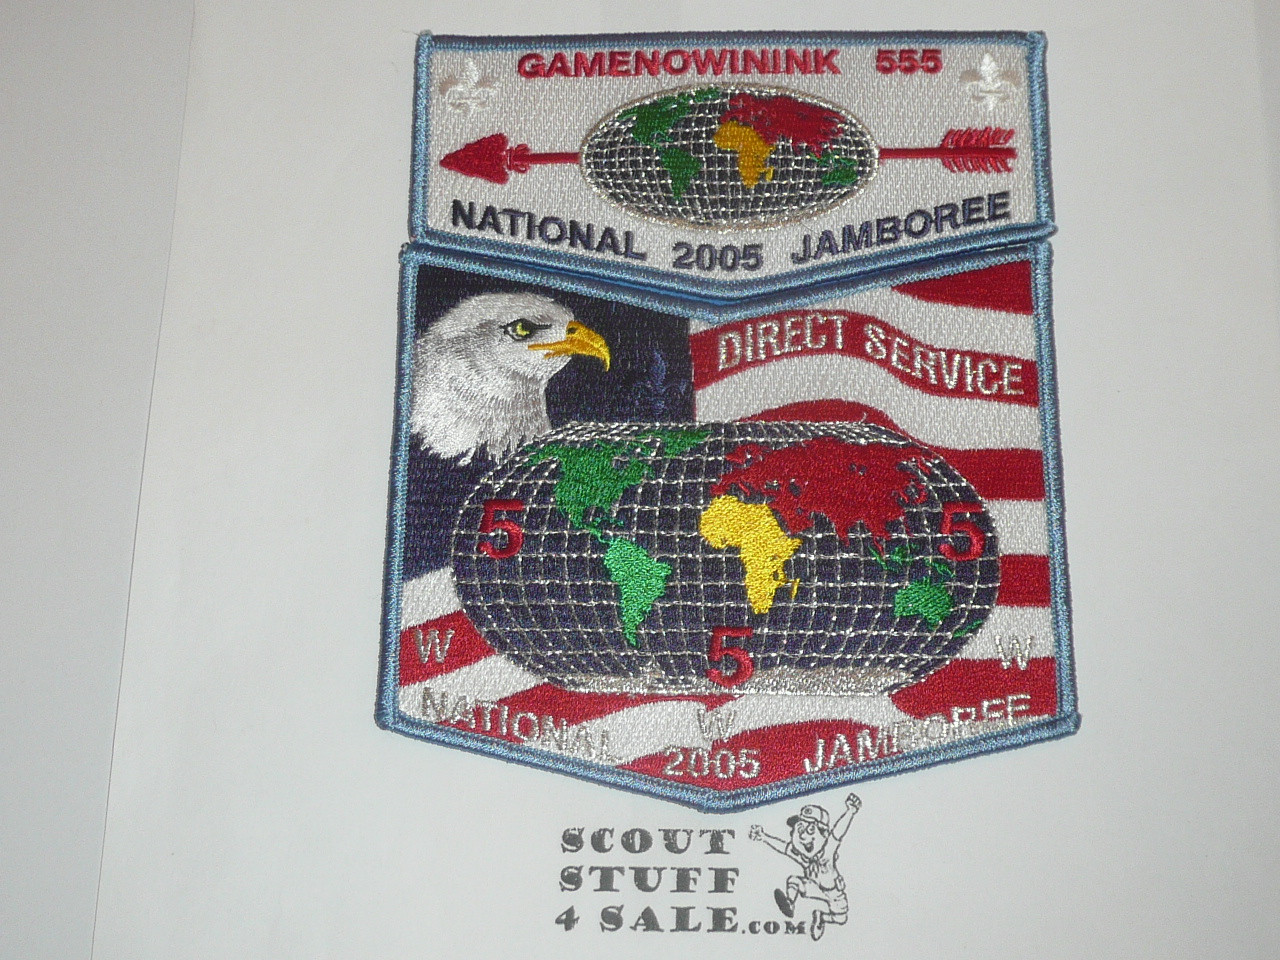 GAMENOWININK 555
NATIONAL 2005 JAMBOREE
DIRECT SERVICE
5 5
5
W W
W
NATIONAL 2005 JAMBOREE
SCOUT
STUFF
4 SALE.COM